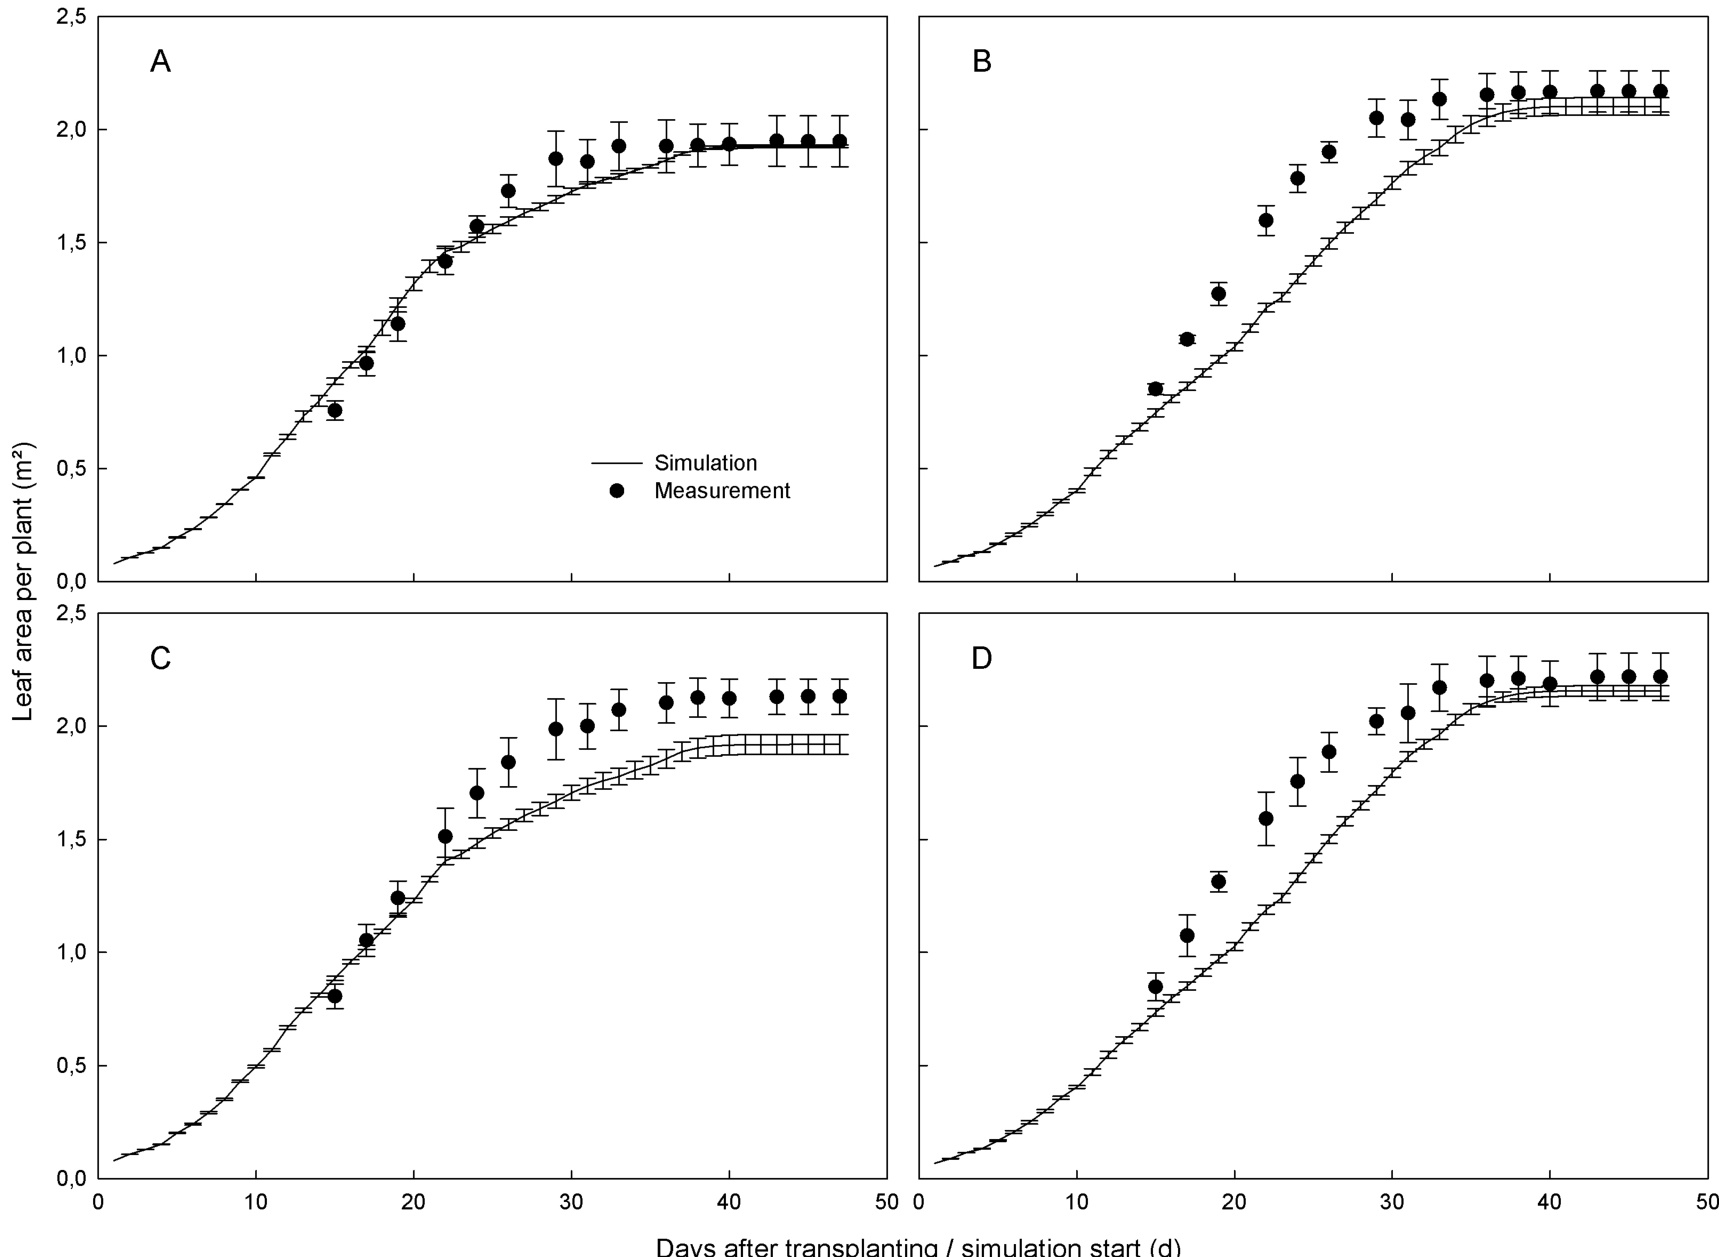 2,5
A
B
2,0
1,5
1,0
Simulation
0,5
Measurement
0,0
Leaf area per plant (m²)
2,5
C
D
2,0
1,5
1,0
0,5
0,0
0 10 20 30 40 50 0 10 20 30 40 50
Days after transplanting / simulation start (d)